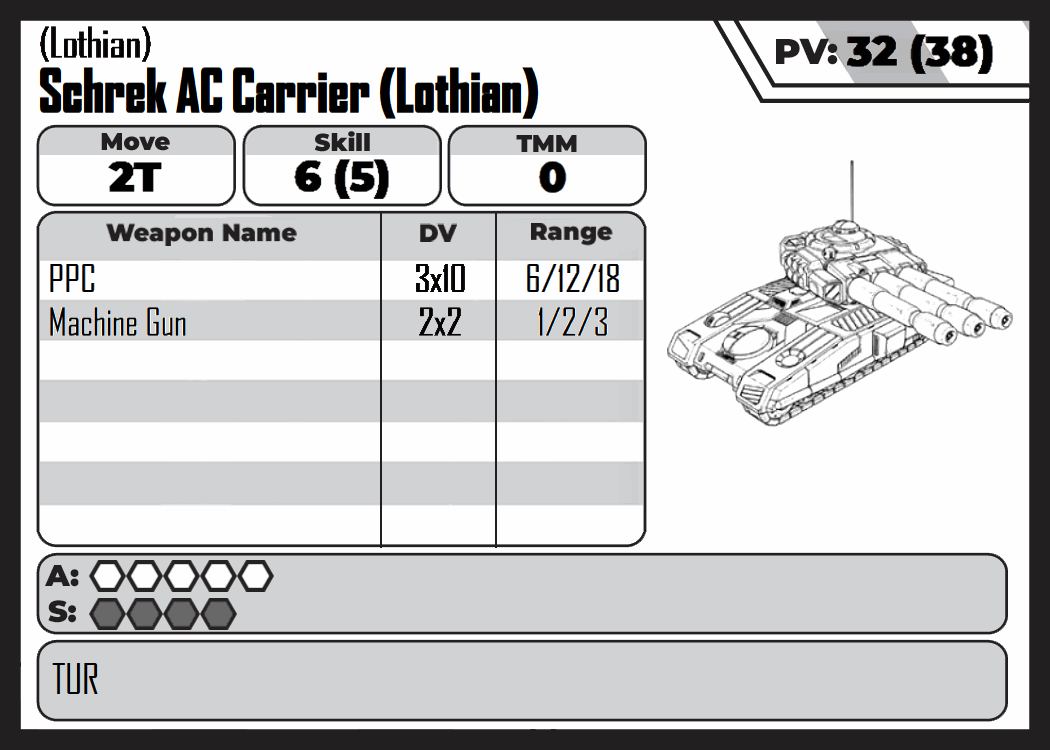 (Lothian)
Schrek AC Carrier (Lothian)
PV: 32 (38)
Move
2T
Skill
6 (5)
TMM
0
Weapon Name DV Range
PPC 3x10 6/12/18
Machine Gun 2x2 1/2/3
A:
S:
TUR